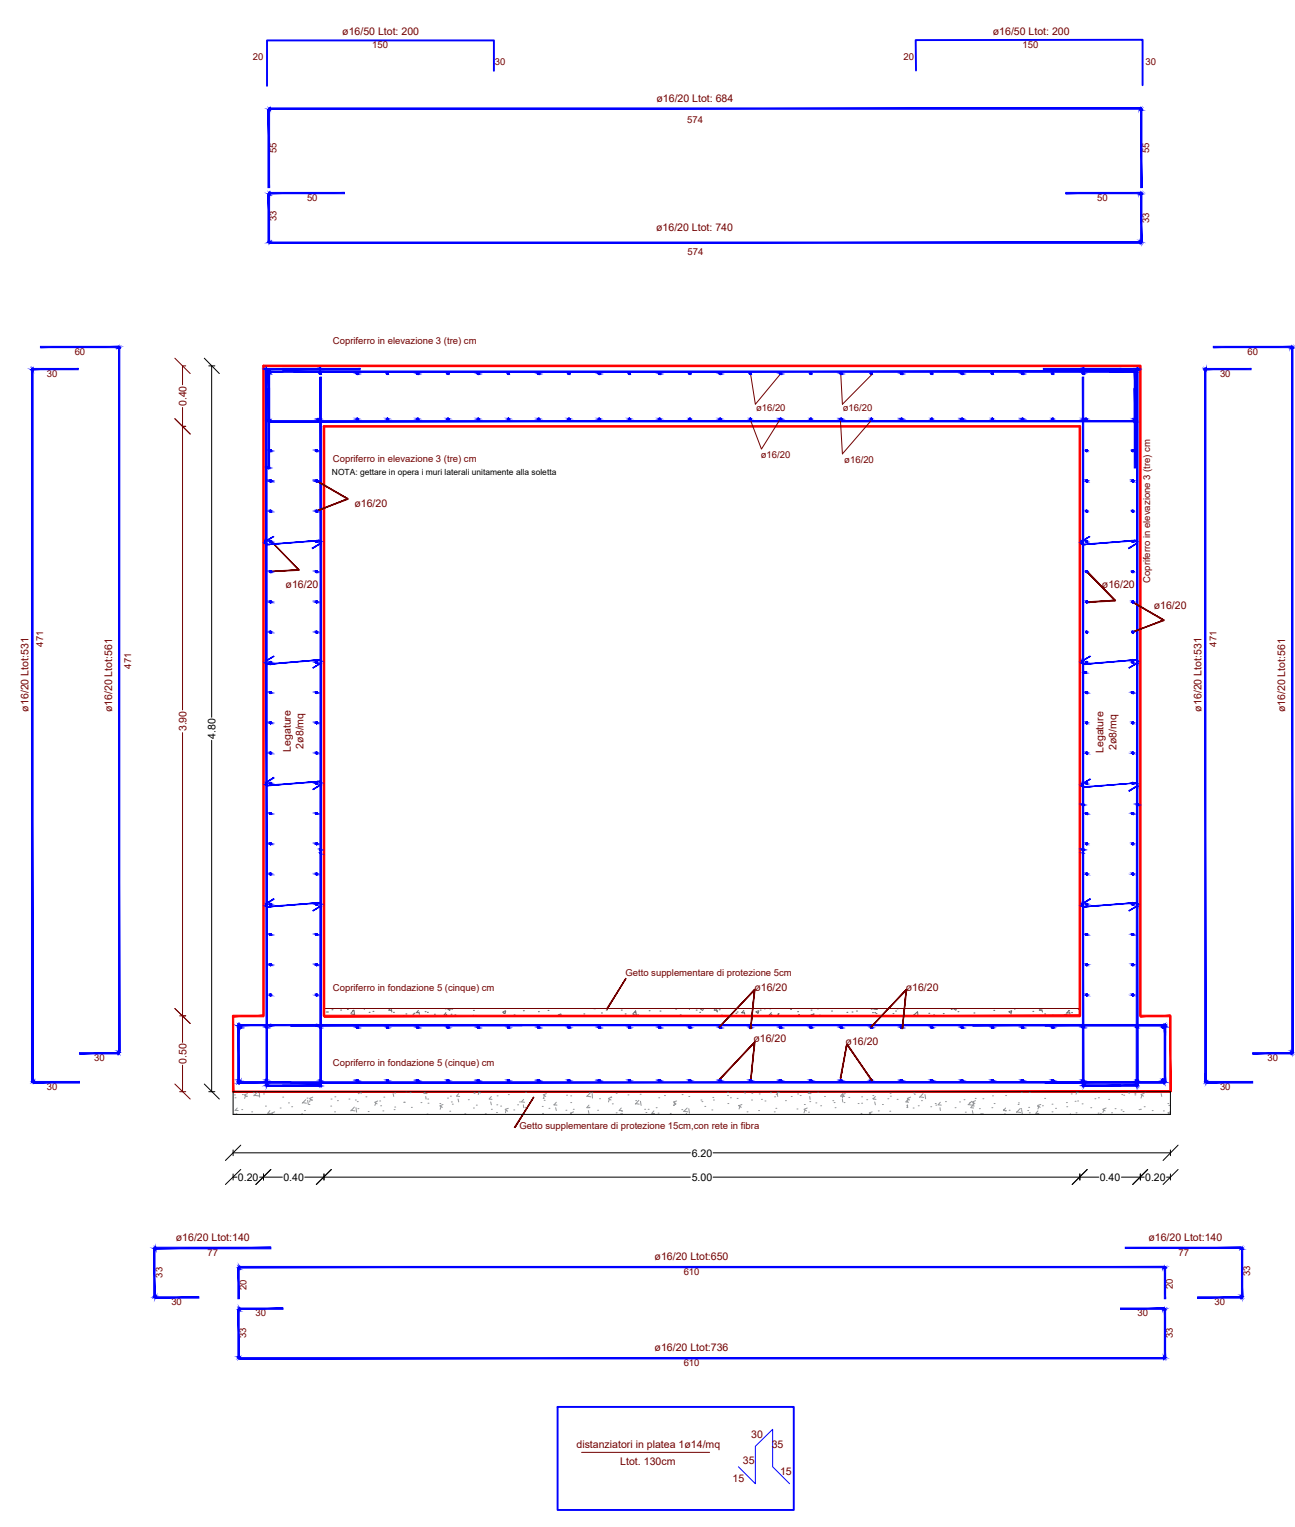 ø16/50 Ltot: 200
150
20
30
ø16/50 Ltot: 200
150
20
30
ø16/20 Ltot: 684
574
55
55
50
50
33
33
ø16/20 Ltot: 740
574
Copriferro in elevazione 3 (tre) cm
60
30
60
30
0.40
ø16/20
ø16/20
ø16/20
ø16/20
Copriferro in elevazione 3 (tre) cm
NOTA: gettare in opera i muri laterali unitamente alla soletta
ø16/20
ø16/20
Copriferro in elevazione 3 (tre) cm
ø16/20
ø16/20
ø16/20 Ltot:531
471
ø16/20 Ltot:561
471
3.90
4.80
Legature
2ø8/mq
Legature
2ø8/mq
ø16/20 Ltot:531
471
ø16/20 Ltot:561
Getto supplementare di protezione 5cm
Copriferro in fondazione 5 (cinque) cm
ø16/20
ø16/20
ø16/20
ø16/20
0.50
Copriferro in fondazione 5 (cinque) cm
30
30
30
30
Getto supplementare di protezione 15cm,con rete in fibra
6.20
0.20
0.40
5.00
0.40
0.20
ø16/20 Ltot:140
77
33
30
ø16/20 Ltot:140
77
33
30
ø16/20 Ltot:650
610
20
20
30
30
33
33
ø16/20 Ltot:736
610
distanziatori in platea 1ø14/mq
Ltot. 130cm
30
35
35
15
15